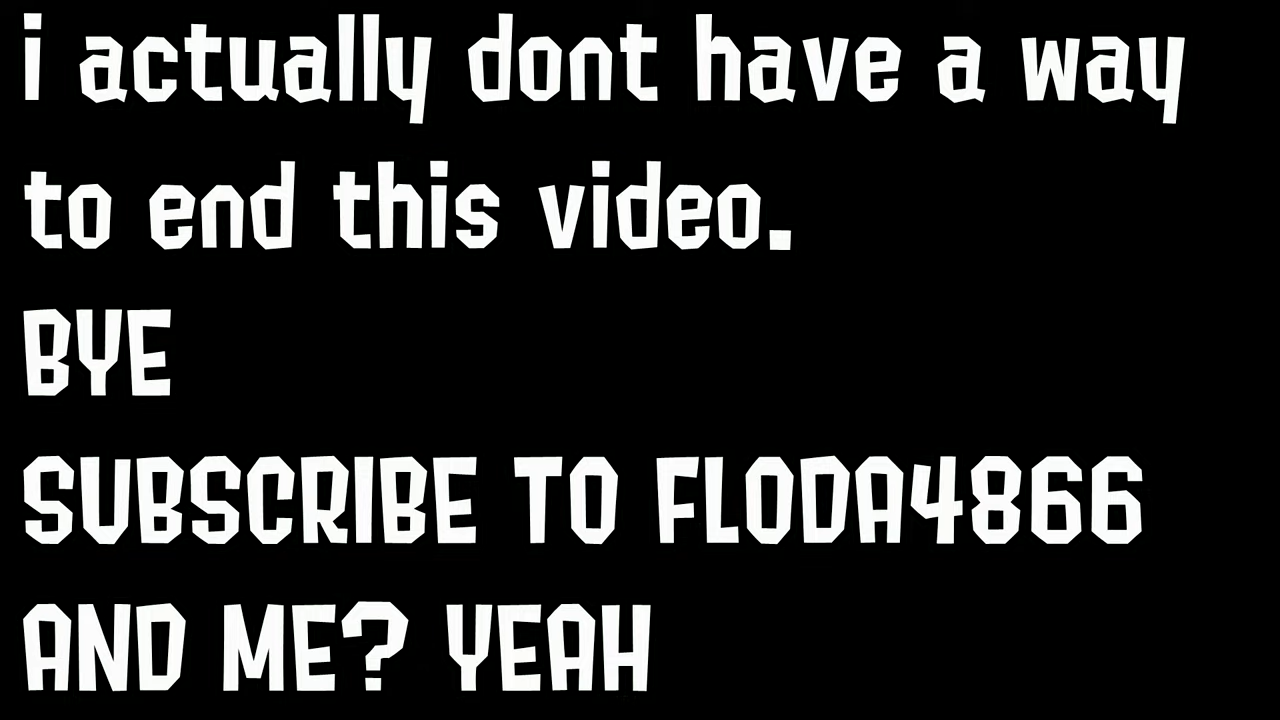 i actually dont have a way
to end this video.
BYE
SUBSCRIBE TO FLODA4866
AND ME? YEAH